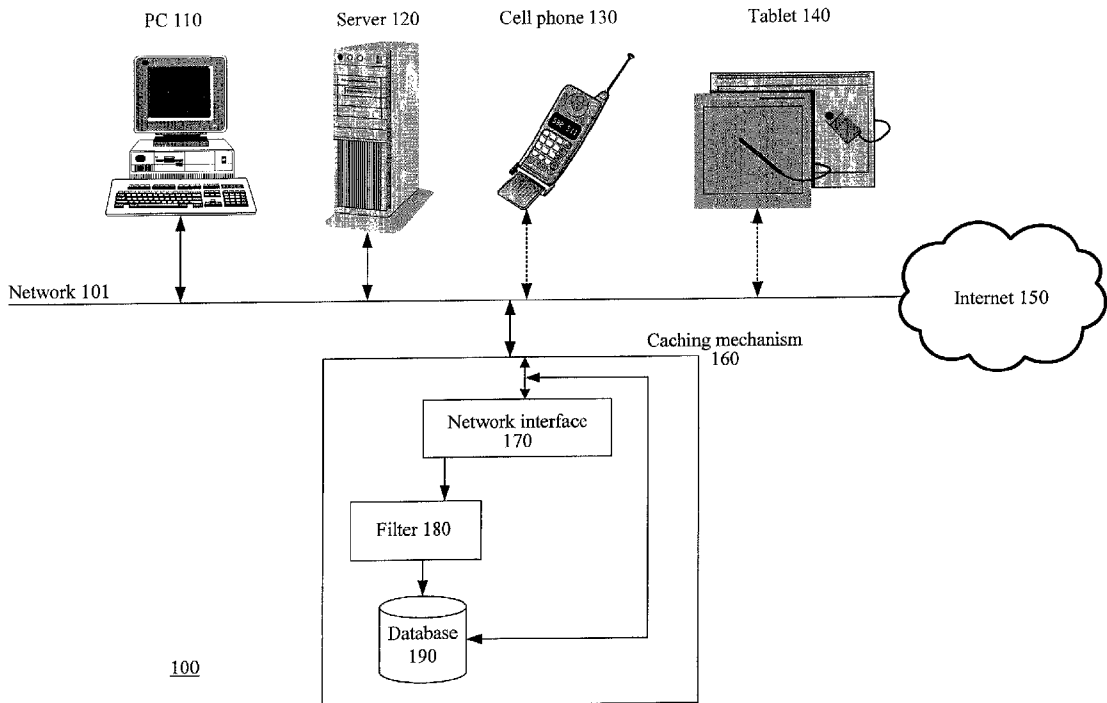 PC 110
Server 120
Cell phone 130
Tablet 140
Network 101
Internet 150
Caching mechanism
160
Network interface
170
Filter 180
Database
190
100